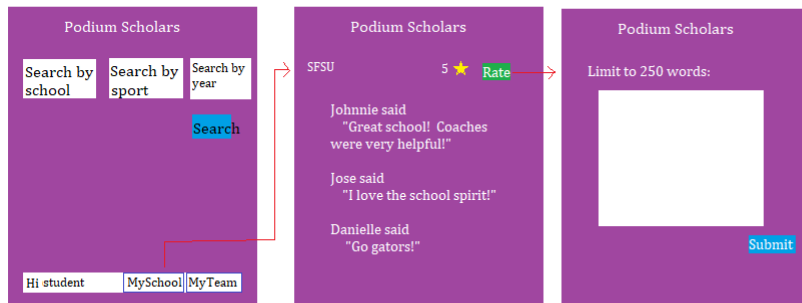 Podium Scholars
Search by
school
Search by
sport
Search by
year
Search
Hi student
MySchool
MyTeam
Podium Scholars
SFSU
5
Rate
Johnnie said
"Great school! Coaches
were very helpful!"
Jose said
"I love the school spirit!"
Danielle said
"Go gators!"
Podium Scholars
Limit to 250 words:
Submit